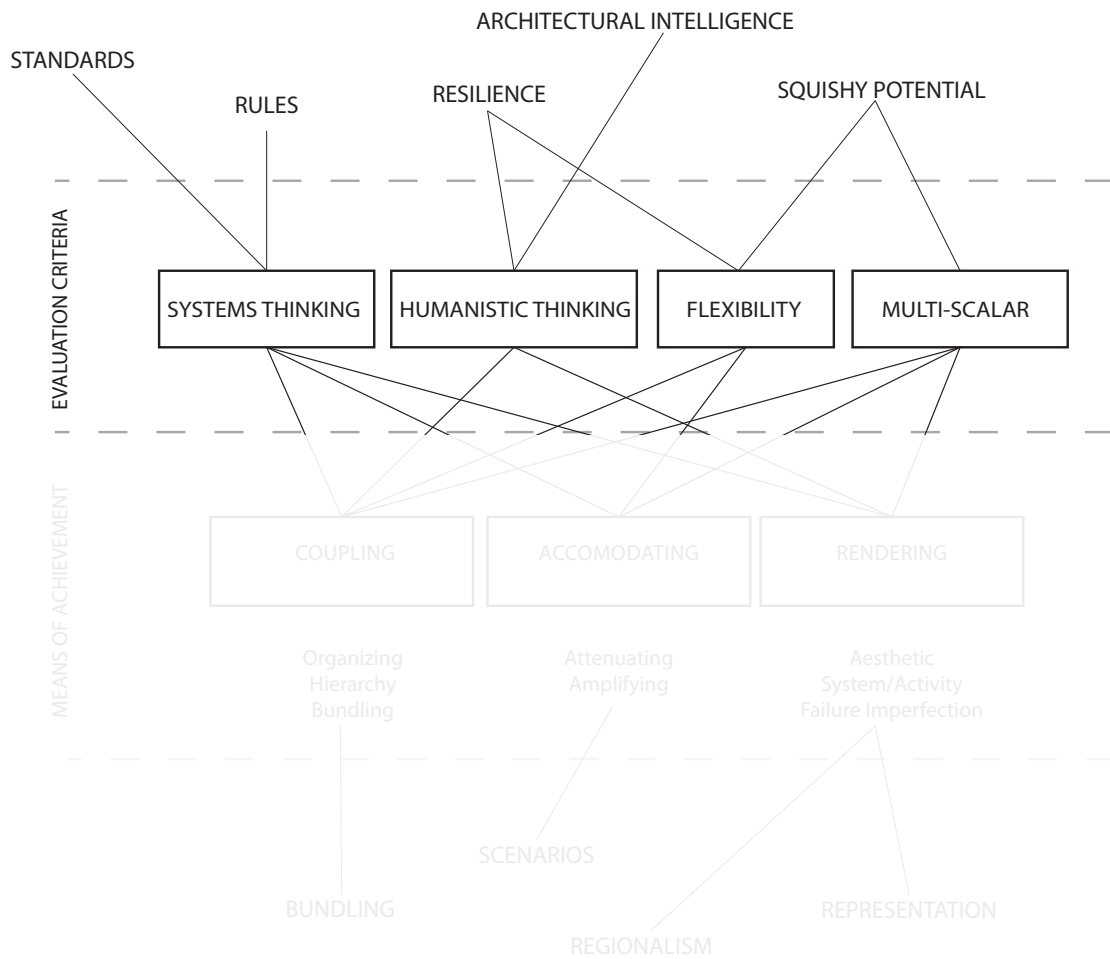 ARCHITECTURAL INTELLIGENCE
STANDARDS
RULES
RESILIENCE
SQUISHY POTENTIAL
EVALUATION CRITERIA
SYSTEMS THINKING
HUMANISTIC THINKING
FLEXIBILITY
MULTI-SCALAR
MEANS OF ACHIEVEMENT
COUPLING
ACCOMODATING
RENDERING
Organizing
Hierarchy
Bundling
Attenuating
Amplifying
Aesthetic
System/Activity
Failure Imperfection
SCENARIOS
BUNDLING
REPRESENTATION
REGIONALISM